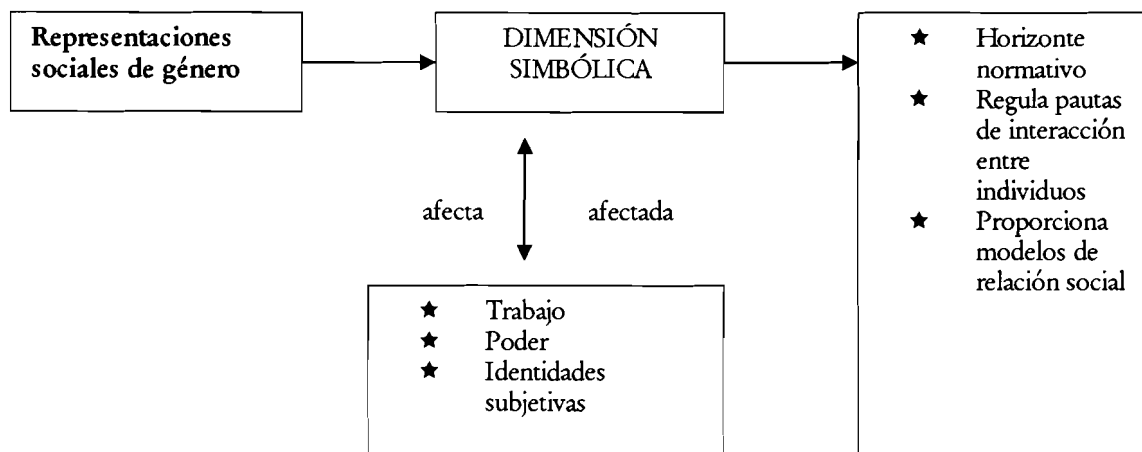 Representaciones
sociales de género
DIMENSIÓN
SIMBÓLICA
★ Horizonte
normativo
★ Regula pautas
de interacción
entre
individuos
★ Proporciona
modelos de
relación social
afecta afectada
★ Trabajo
★ Poder
★ Identidades
subjetivas